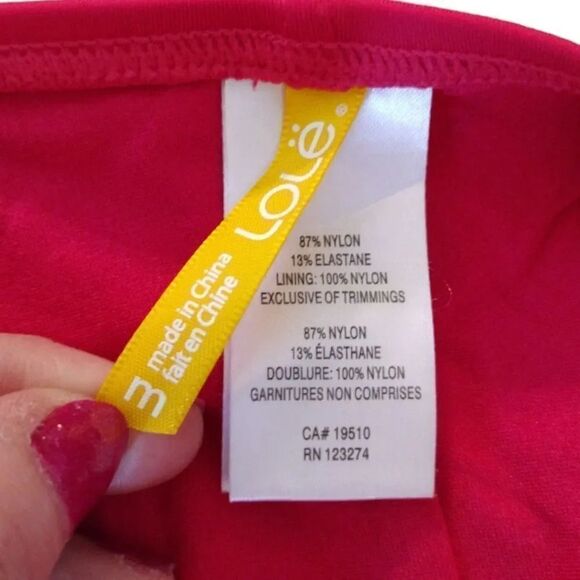 LOLË®
made in China
fait en Chine
m
87% NYLON
13% ELASTANE
LINING: 100% NYLON
EXCLUSIVE OF TRIMMINGS
87% NYLON
13% ÉLASTHANE
DOUBLURE: 100% NYLON
GARNITURES NON COMPRISES
CA# 19510
RN 123274